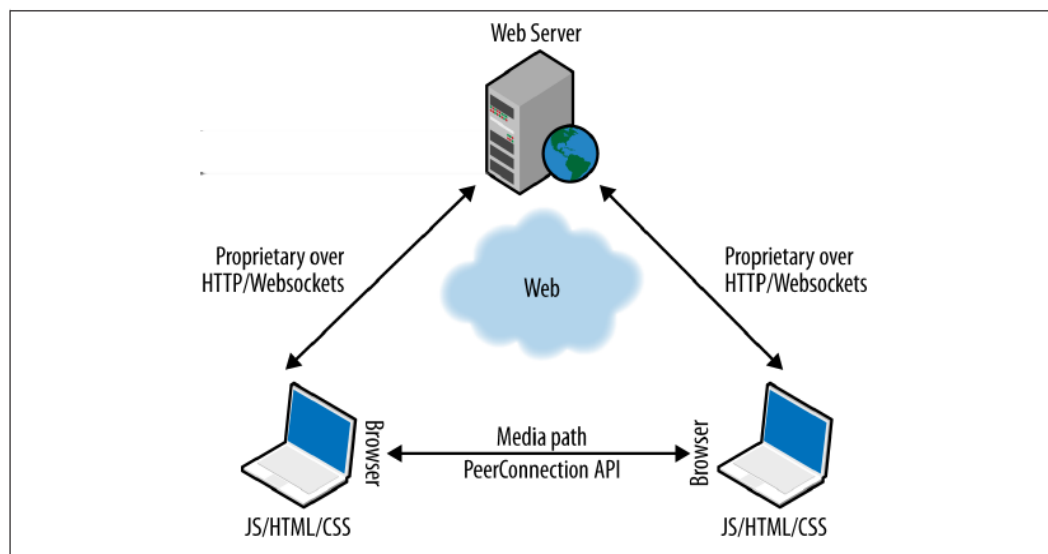 Web Server
Proprietary over
HTTP/Websockets
Proprietary over
HTTP/Websockets
Web
Browser
Media path
PeerConnection API
Browser
JS/HTML/CSS
JS/HTML/CSS